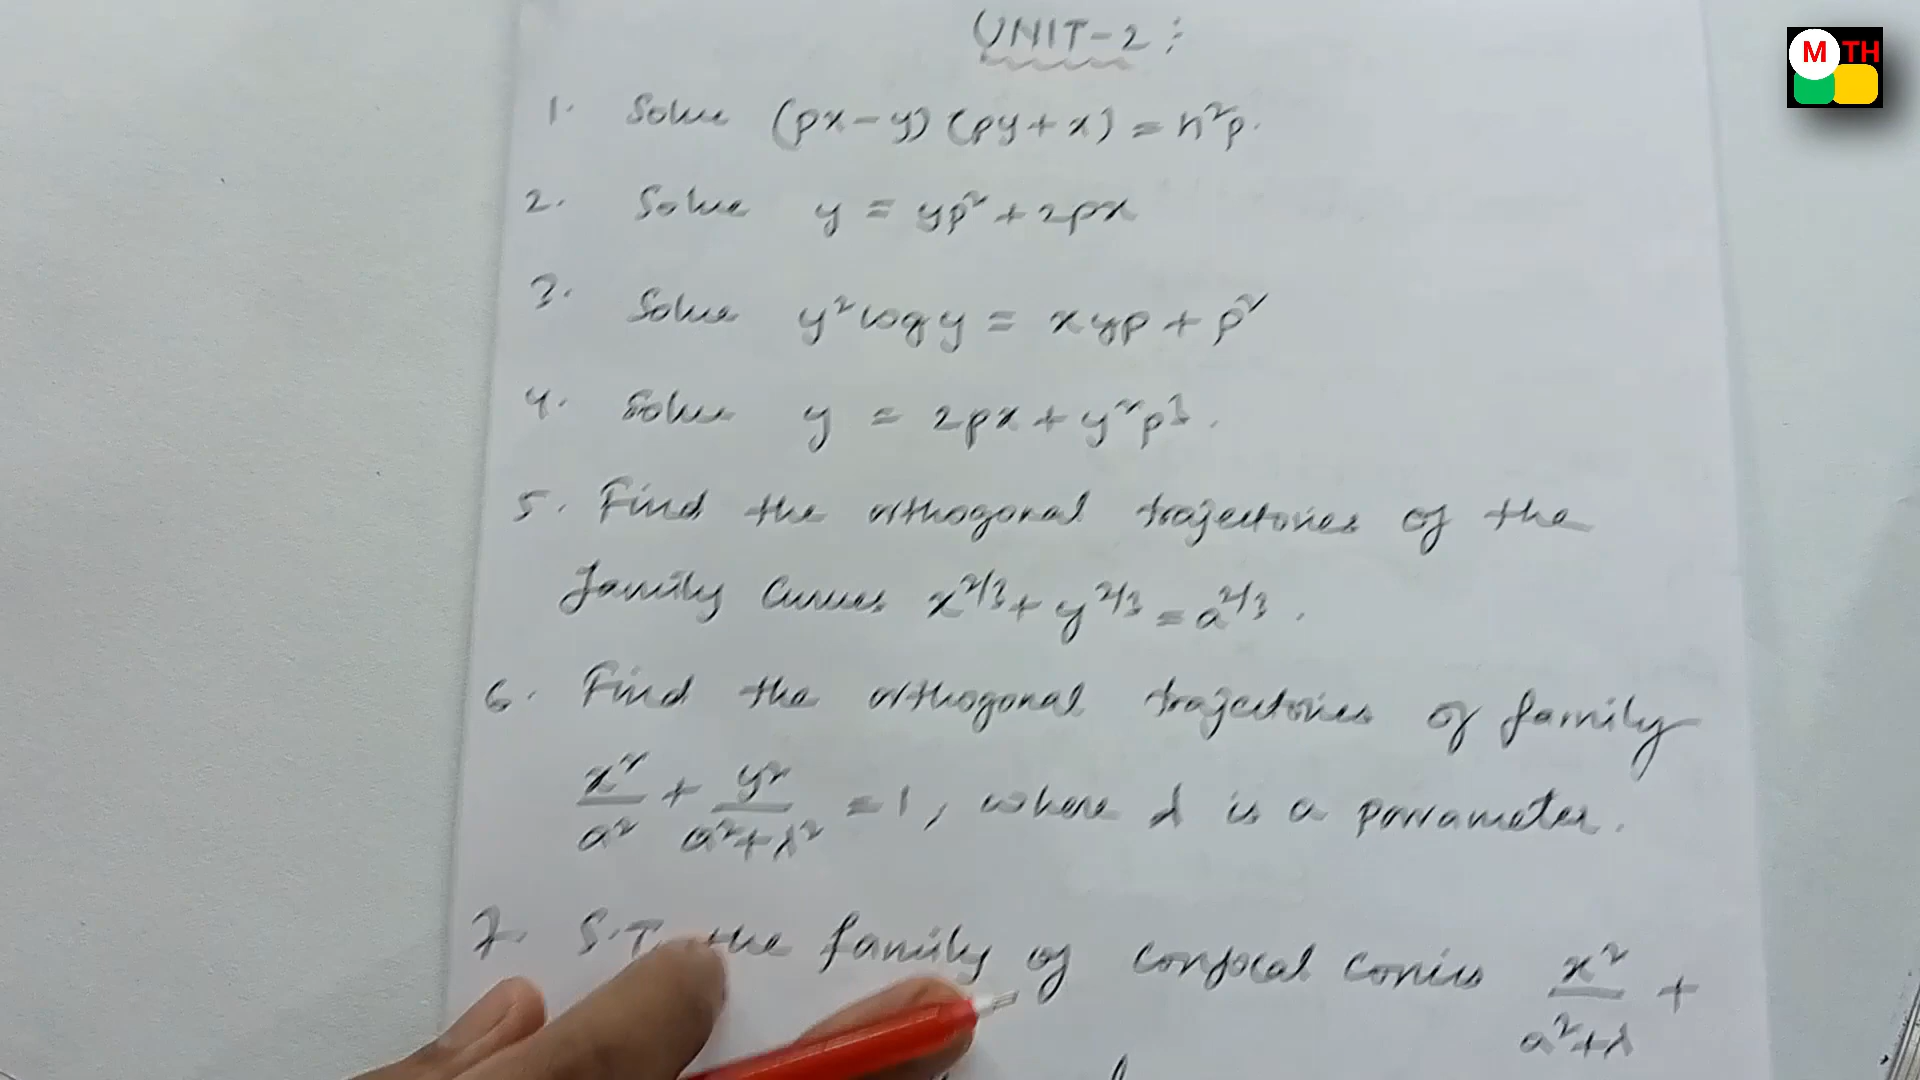 M TH
UNIT-2:
1. Solve (px-y)(py+x) = h²p.
2. Solve y = yp²+2px
3. Solve y² log y = xyp + p²
4. Solve y = 2px + y²p³.
5. Find the orthogonal trajectories of the
family curves x^2/3 + y^2/3 = a^2/3.
6. Find the orthogonal trajectories of family
x²/a² + y²/a²+λ² = 1, where λ is a parameter.
7. S.T. the family of confocal conics x²/a²+λ +